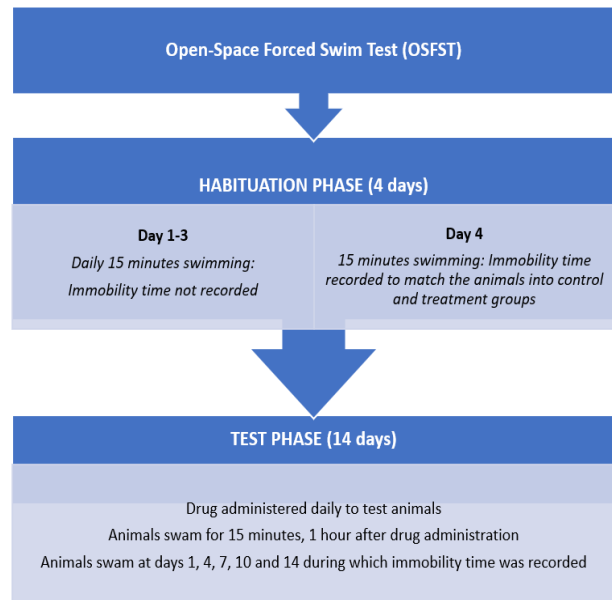 Open-Space Forced Swim Test (OSFST)
HABITUATION PHASE (4 days)
Day 1-3
Daily 15 minutes swimming:
Immobility time not recorded
Day 4
15 minutes swimming: Immobility time
recorded to match the animals into control
and treatment groups
TEST PHASE (14 days)
Drug administered daily to test animals
Animals swam for 15 minutes, 1 hour after drug administration
Animals swam at days 1, 4, 7, 10 and 14 during which immobility time was recorded